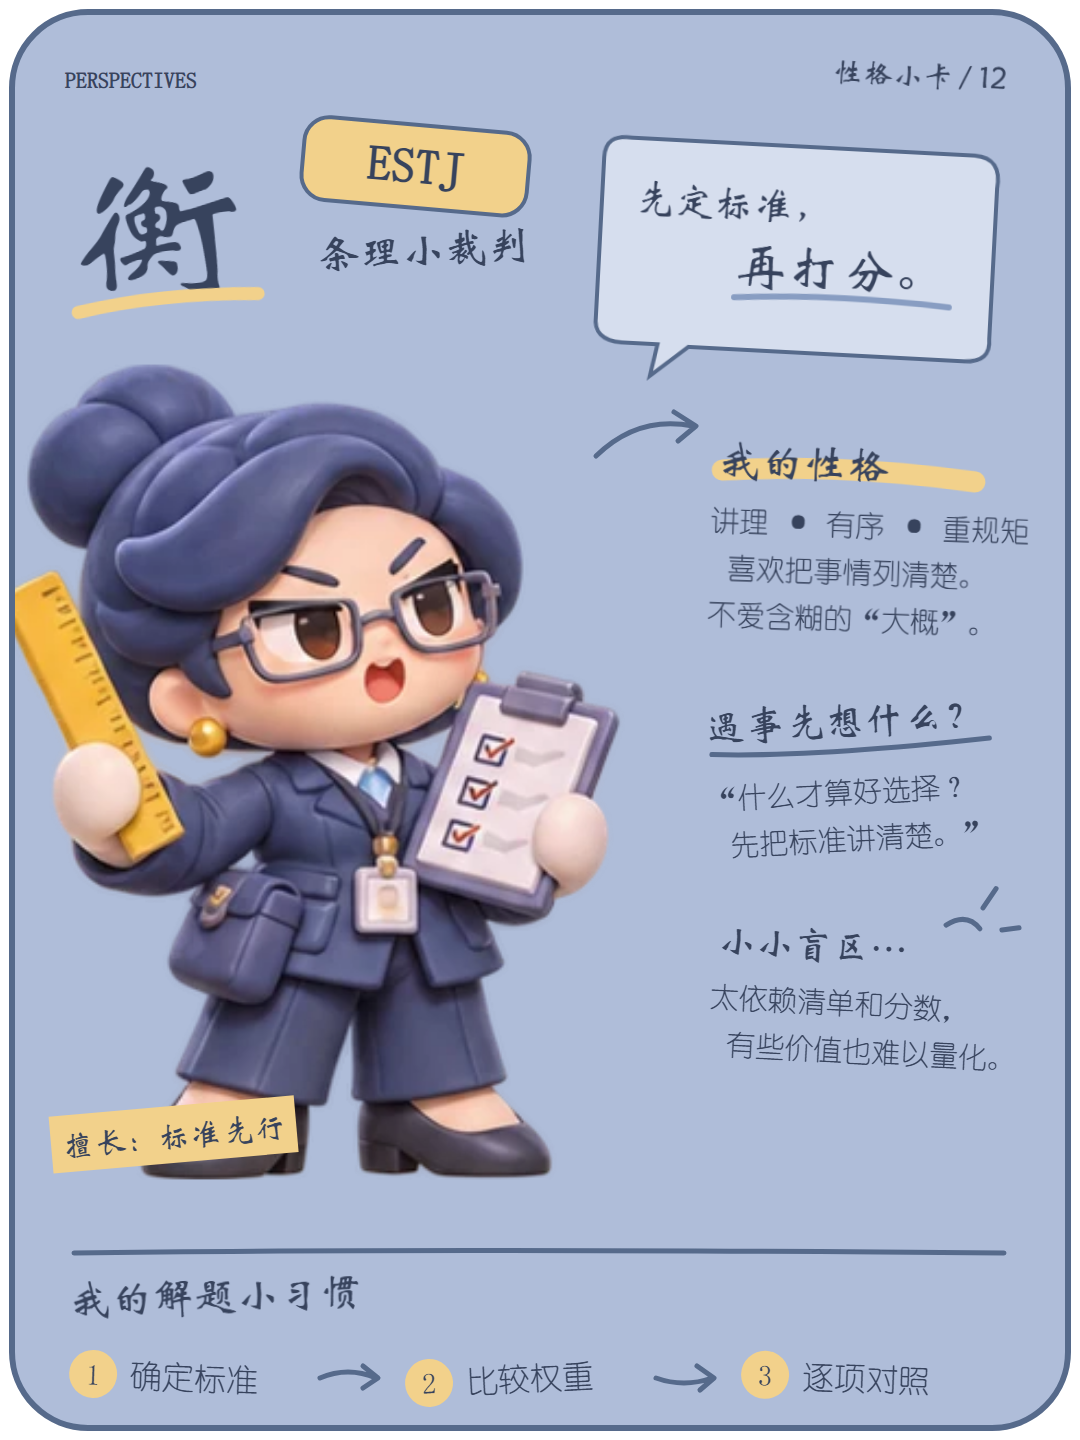 PERSPECTIVES
性格小卡 / 12
衡
ESTJ
条理小裁判
先定标准，
再打分。
我的性格
讲理 • 有序 • 重规矩
喜欢把事情列清楚。
不爱含糊的“大概”。
遇事先想什么？
“什么才算好选择？
先把标准讲清楚。”
小小盲区…
太依赖清单和分数，
有些价值也难以量化。
擅长：标准先行
我的解题小习惯
1 确定标准
2 比较权重
3 逐项对照